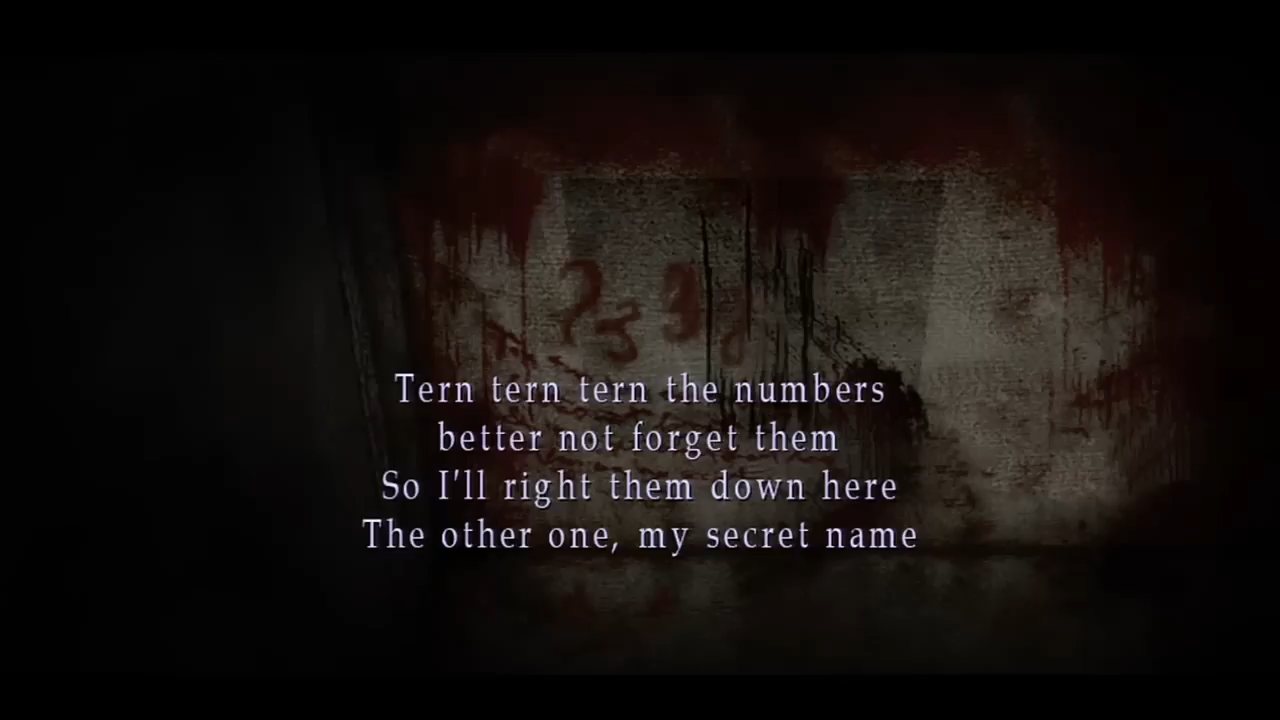 Tern tern tern the numbers
better not forget them
So I'll right them down here
The other one, my secret name